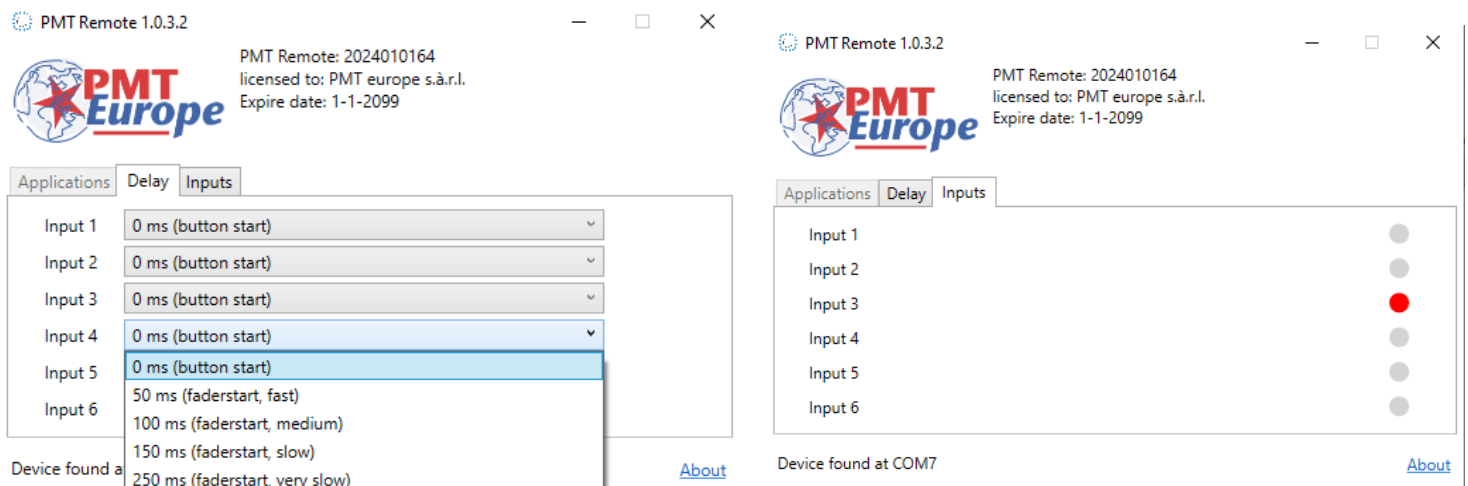 PMT Remote 1.0.3.2
PMT Europe
PMT Remote: 2024010164
licensed to: PMT europe s.à.r.l.
Expire date: 1-1-2099
Applications Delay Inputs
Input 1 0 ms (button start)
Input 2 0 ms (button start)
Input 3 0 ms (button start)
Input 4 0 ms (button start)
Input 5 0 ms (button start)
50 ms (faderstart, fast)
Input 6 100 ms (faderstart, medium)
150 ms (faderstart, slow)
Device found a 250 ms (faderstart, very slow) About
PMT Remote 1.0.3.2
PMT Europe
PMT Remote: 2024010164
licensed to: PMT europe s.à.r.l.
Expire date: 1-1-2099
Applications Delay Inputs
Input 1
Input 2
Input 3
Input 4
Input 5
Input 6
Device found at COM7 About